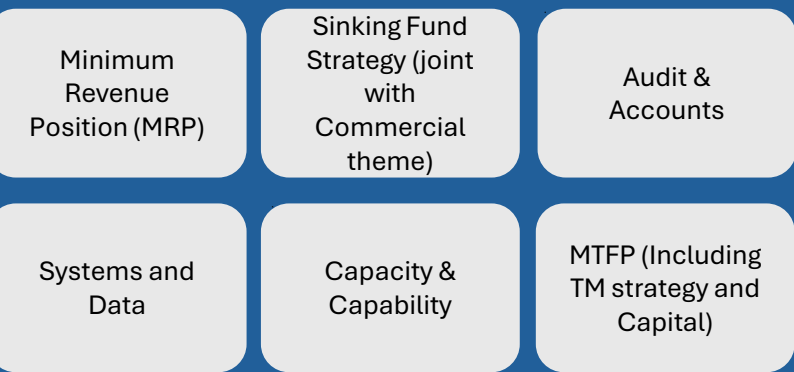 Minimum
Revenue
Position (MRP)
Sinking Fund
Strategy (joint
with
Commercial
theme)
Audit &
Accounts
Systems and
Data
Capacity &
Capability
MTFP (Including
TM strategy and
Capital)